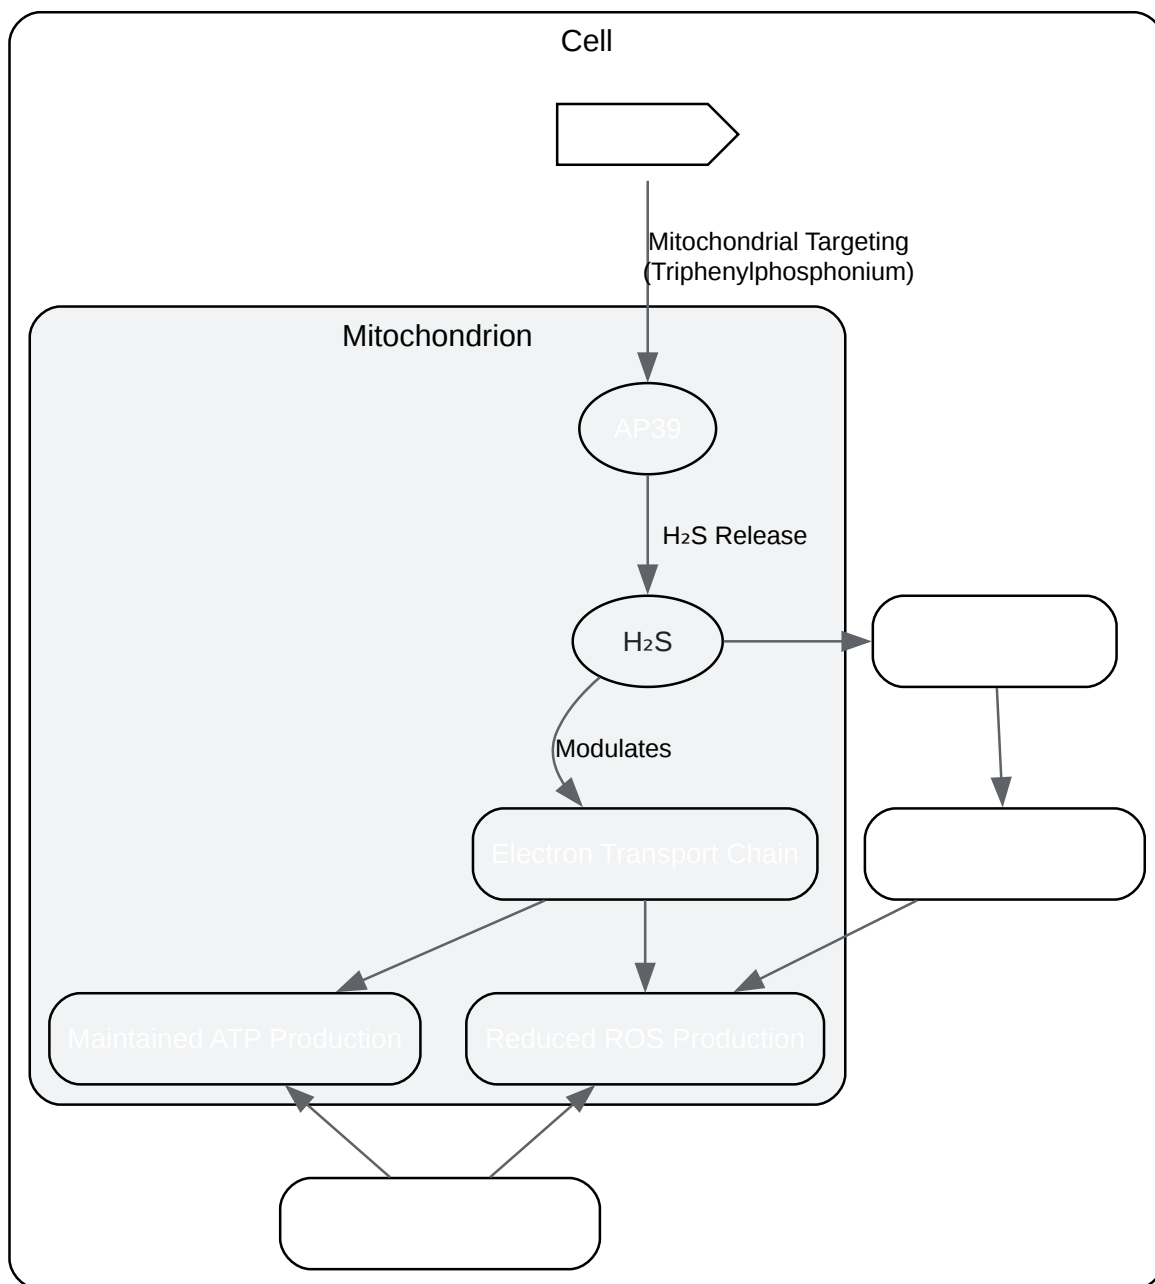 Cell
Mitochondrial Targeting
(Triphenylphosphonium)
Mitochondrion
AP39
H₂S Release
H₂S
Modulates
Electron Transport Chain
Maintained ATP Production
Reduced ROS Production